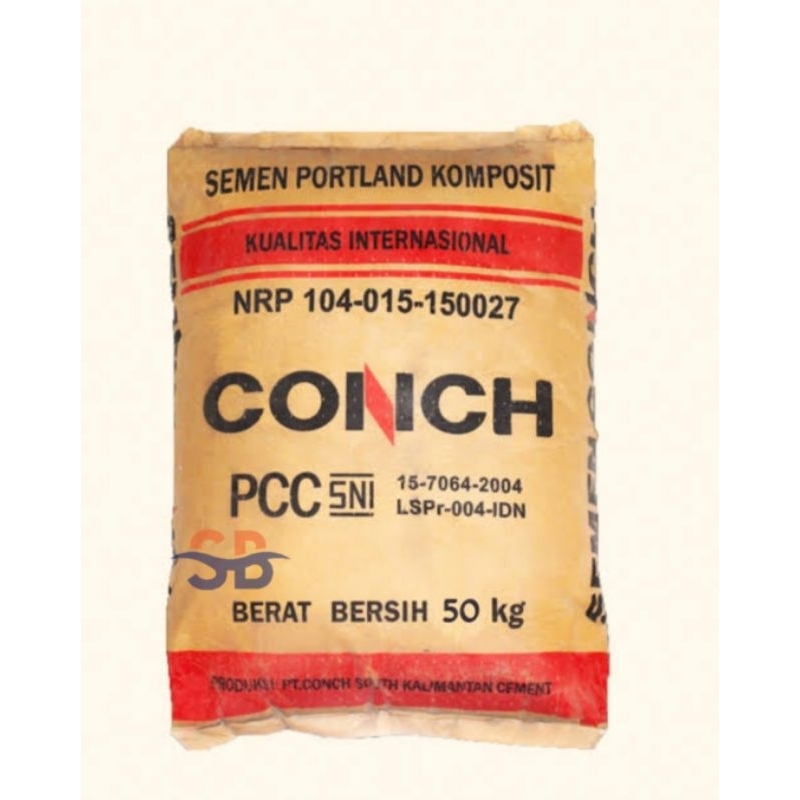 SEMEN PORTLAND KOMPOSIT
KUALITAS INTERNASIONAL
NRP 104-015-150027
CONCH
PCC SNI 15-7064-2004
LSPr-004-IDN
SB
BERAT BERSIH 50 kg
PRODUKSI: PT.CONCH SOUTH KALIMANTAN CEMENT